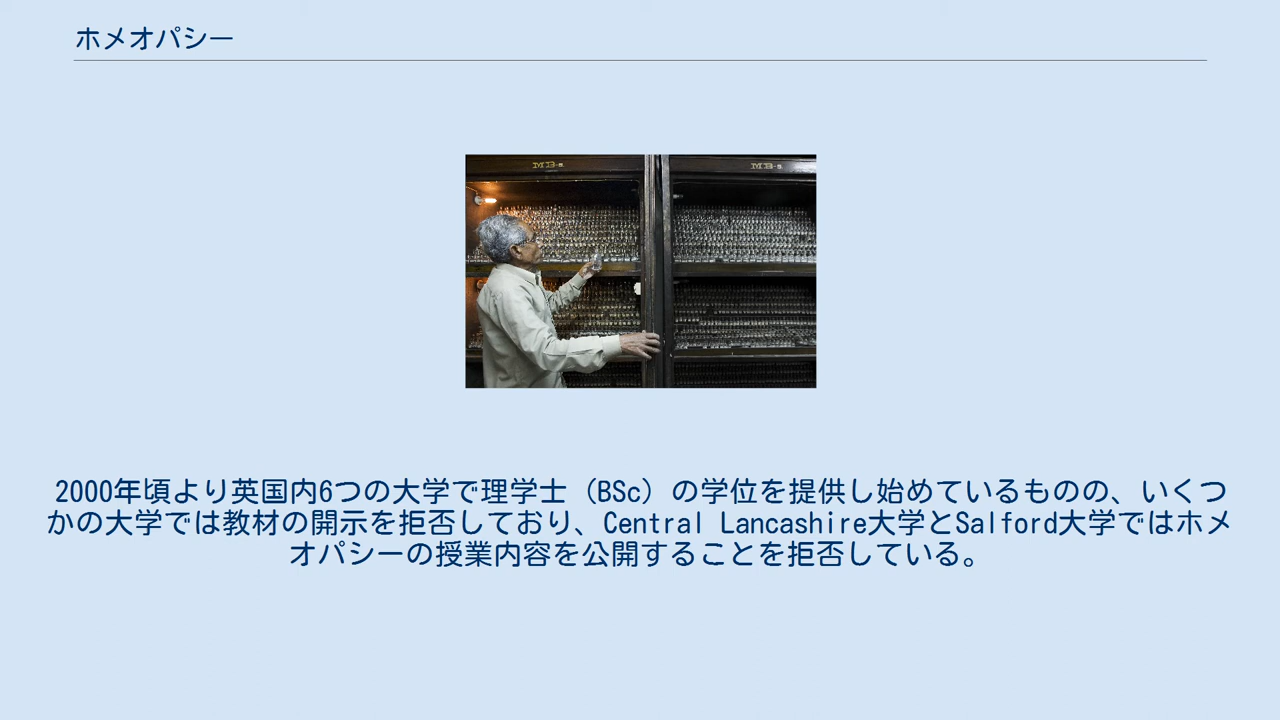 ホメオパシー
MB-8
MB-5
2000年頃より英国内6つの大学で理学士（BSc）の学位を提供し始めているものの、いくつ
かの大学では教材の開示を拒否しており、Central Lancashire大学とSalford大学ではホメ
オパシーの授業内容を公開することを拒否している。